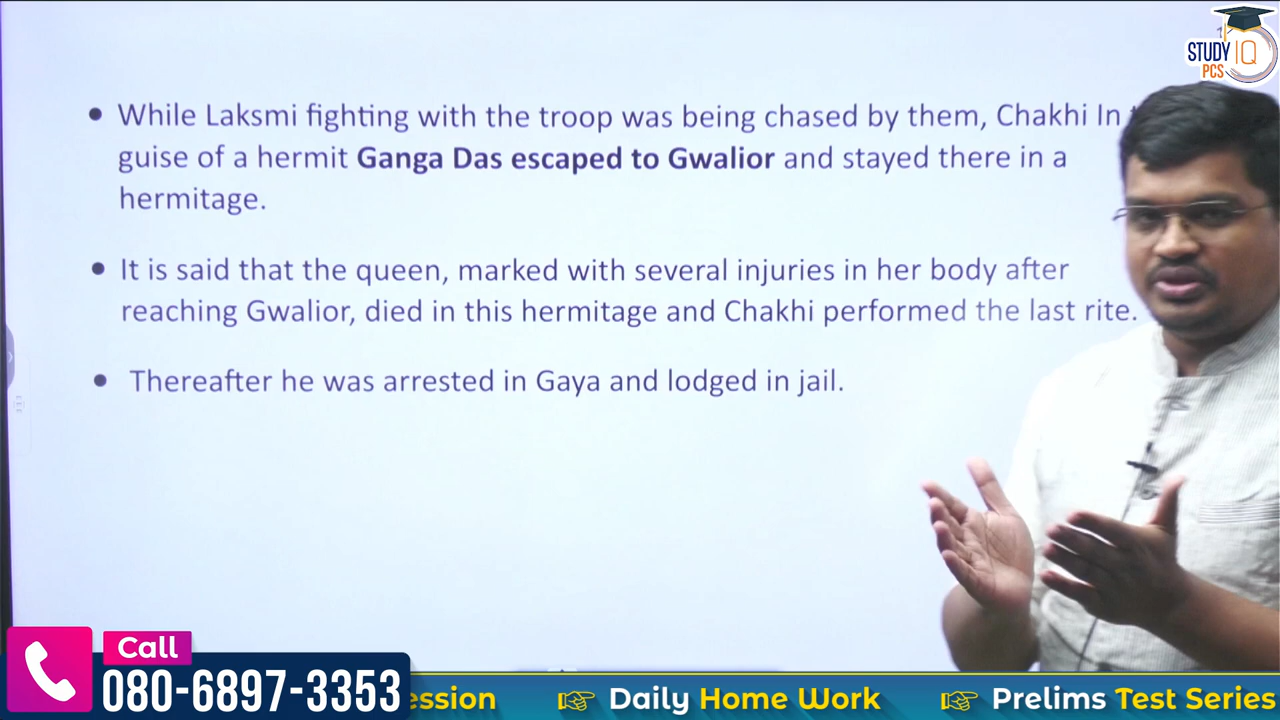 STUDY IQ
PCS
• While Laksmi fighting with the troop was being chased by them, Chakhi In
guise of a hermit Ganga Das escaped to Gwalior and stayed there in a
hermitage.
• It is said that the queen, marked with several injuries in her body after
reaching Gwalior, died in this hermitage and Chakhi performed the last rite.
• Thereafter he was arrested in Gaya and lodged in jail.
Call
080-6897-3353
ession Daily Home Work Prelims Test Series